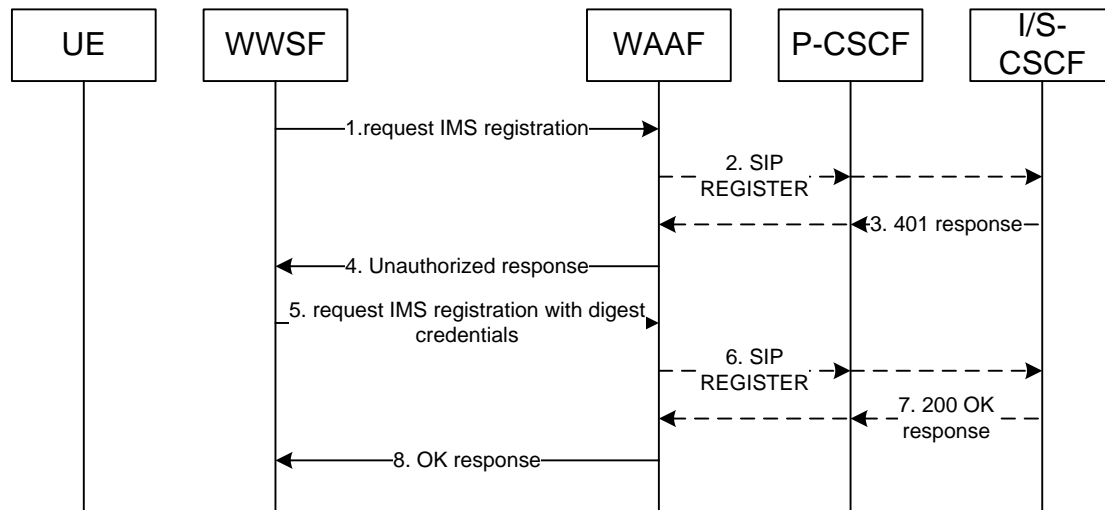 UE
WWSF
WAAF
P-CSCF
I/S-
CSCF
1.request IMS registration
2. SIP
REGISTER
3. 401 response
4. Unauthorized response
5. request IMS registration with digest
credentials
6. SIP
REGISTER
7. 200 OK
response
8. OK response